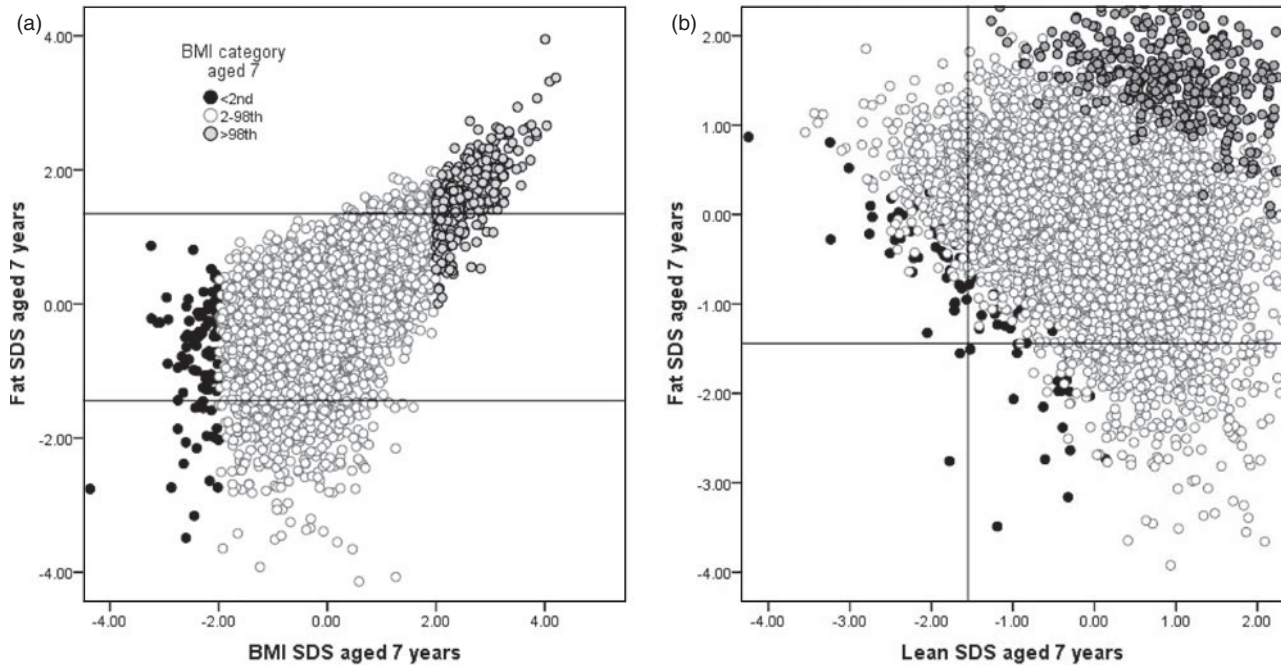 (a)
4.00
2.00
0.00
-2.00
-4.00
Fat SDS aged 7 years
BMI category
aged 7
<2nd
2-98th
>98th
-4.00 -2.00 0.00 2.00 4.00
BMI SDS aged 7 years
(b)
2.00
1.00
0.00
-1.00
-2.00
-3.00
-4.00
Fat SDS aged 7 years
-4.00 -3.00 -2.00 -1.00 0.00 1.00 2.00
Lean SDS aged 7 years